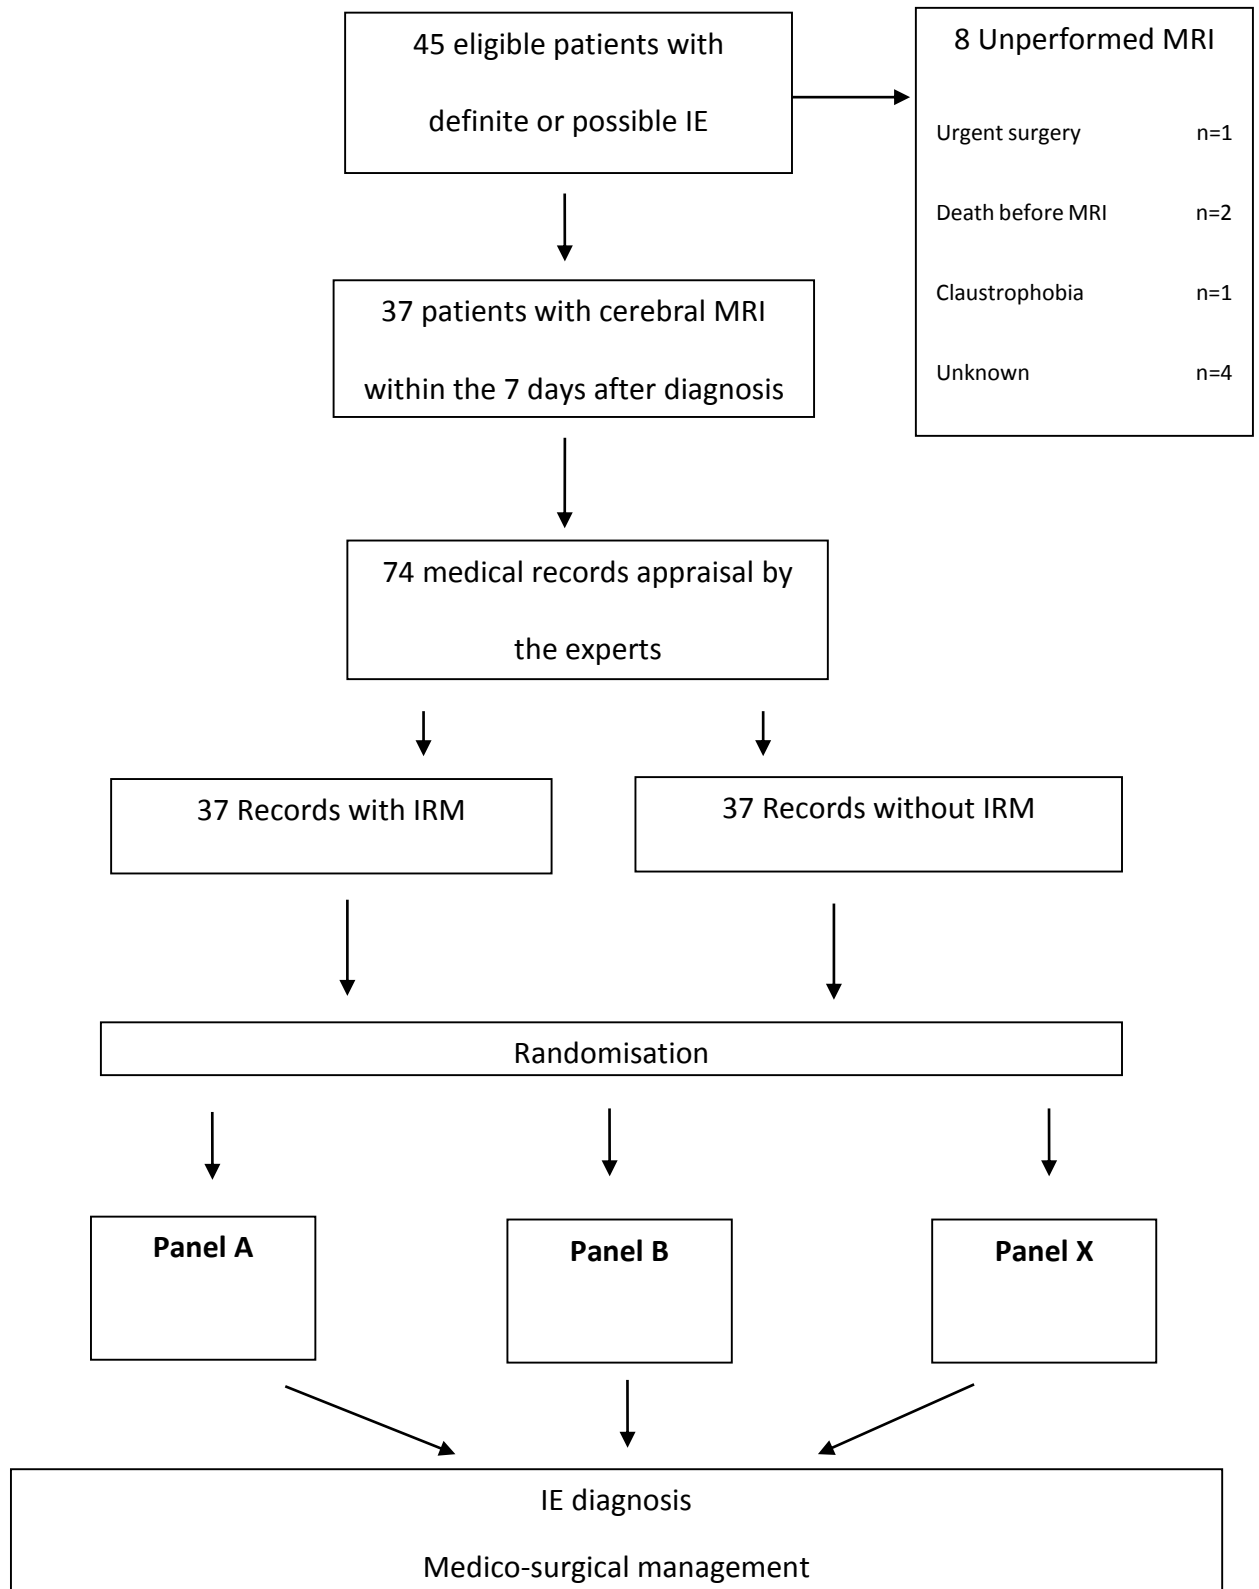 45 eligible patients with
definite or possible IE
8 Unperformed MRI
Urgent surgery n=1
Death before MRI n=2
Claustrophobia n=1
Unknown n=4
37 patients with cerebral MRI
within the 7 days after diagnosis
74 medical records appraisal by
the experts
37 Records with IRM
37 Records without IRM
Randomisation
Panel A
Panel B
Panel X
IE diagnosis
Medico-surgical management